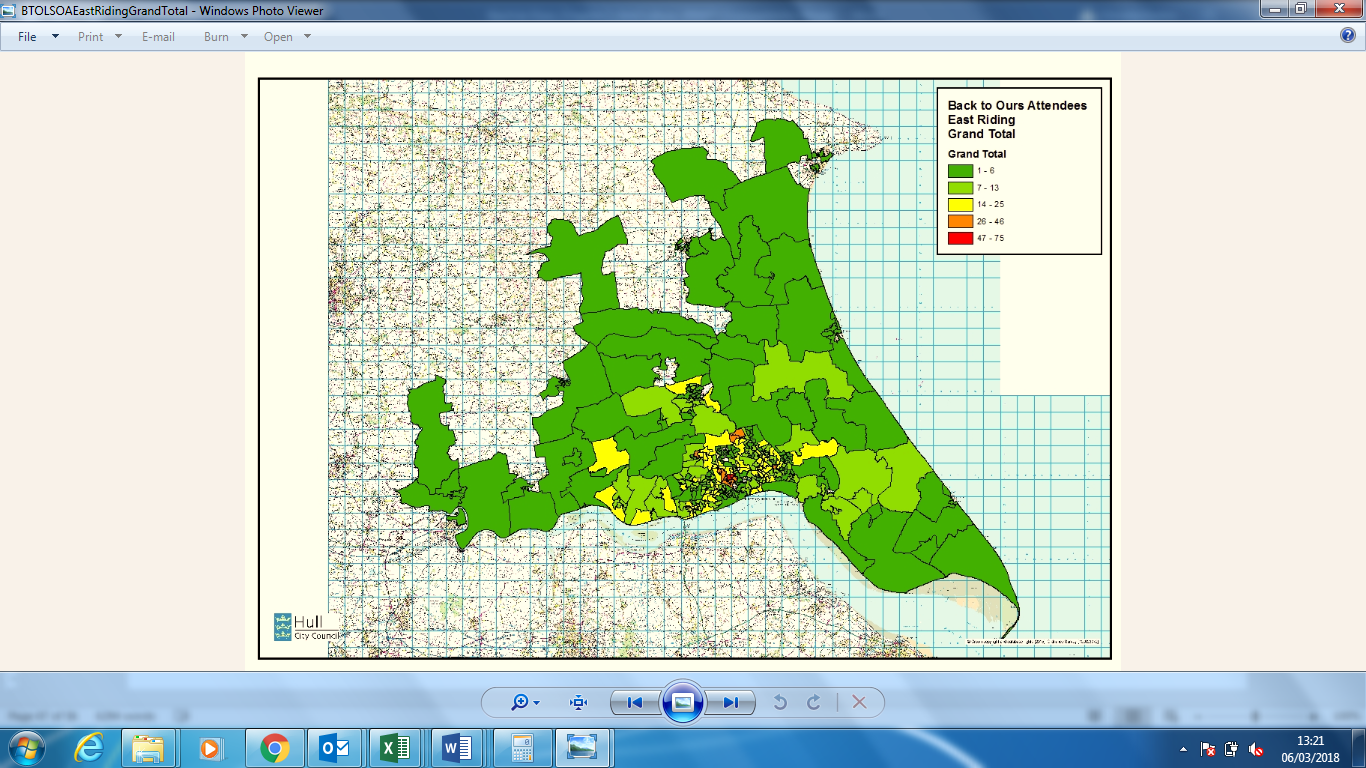 BTOLSOAEastRidingGrandTotal - Windows Photo Viewer
File Print E-mail Burn Open
Back to Ours Attendees
East Riding
Grand Total
Grand Total
1 - 6
7 - 13
14 - 25
26 - 46
47 - 75
Hull
City Council
13:21
06/03/2018